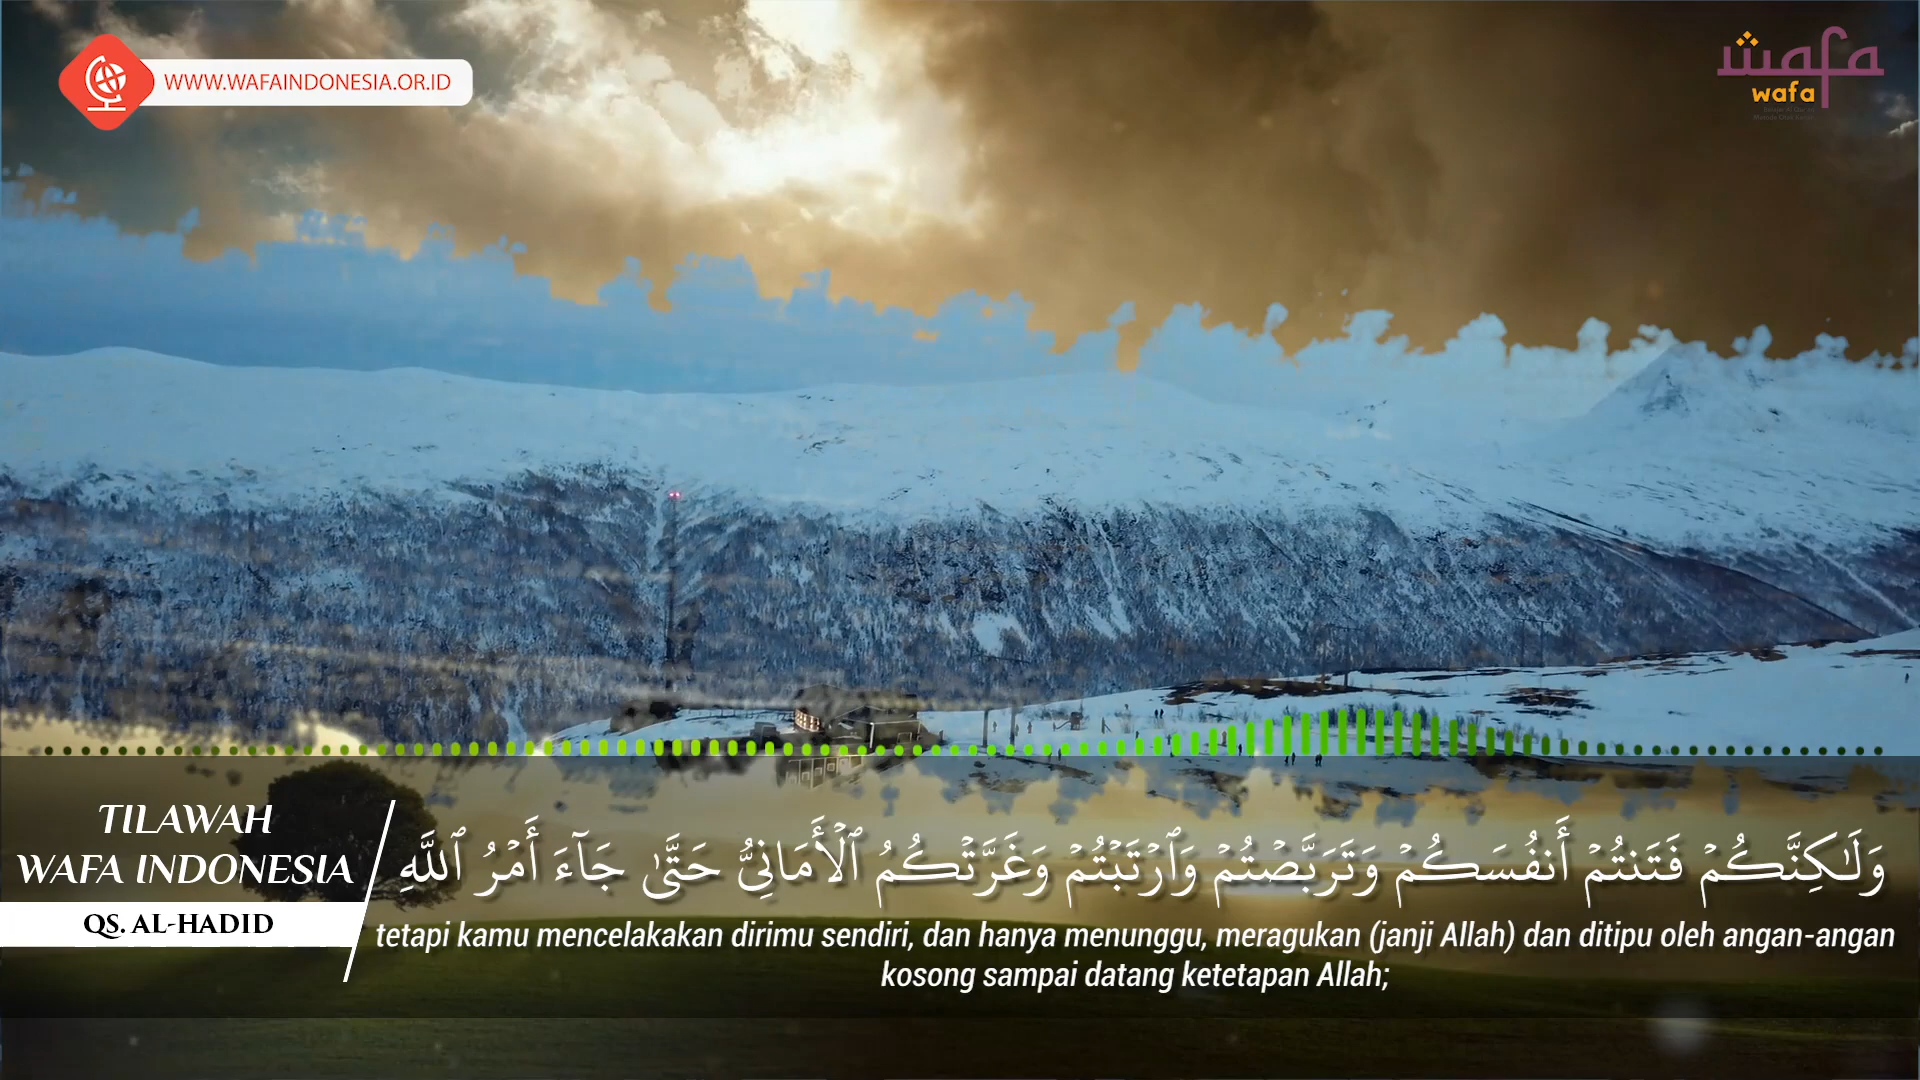 WWW.WAFAINDONESIA.OR.ID
wafa
wafa
TILAWAH
WAFA INDONESIA
QS. AL-HADID
وَلَـٰكِنَّكُمْ فَتَنتُمْ أَنفُسَكُمْ وَتَرَبَّصْتُمْ وَٱرْتَبْتُمْ وَغَرَّتْكُمُ ٱلْأَمَانِىُّ حَتَّىٰ جَآءَ أَمْرُ ٱللَّهِ
tetapi kamu mencelakakan dirimu sendiri, dan hanya menunggu, meragukan (janji Allah) dan ditipu oleh angan-angan
kosong sampai datang ketetapan Allah;